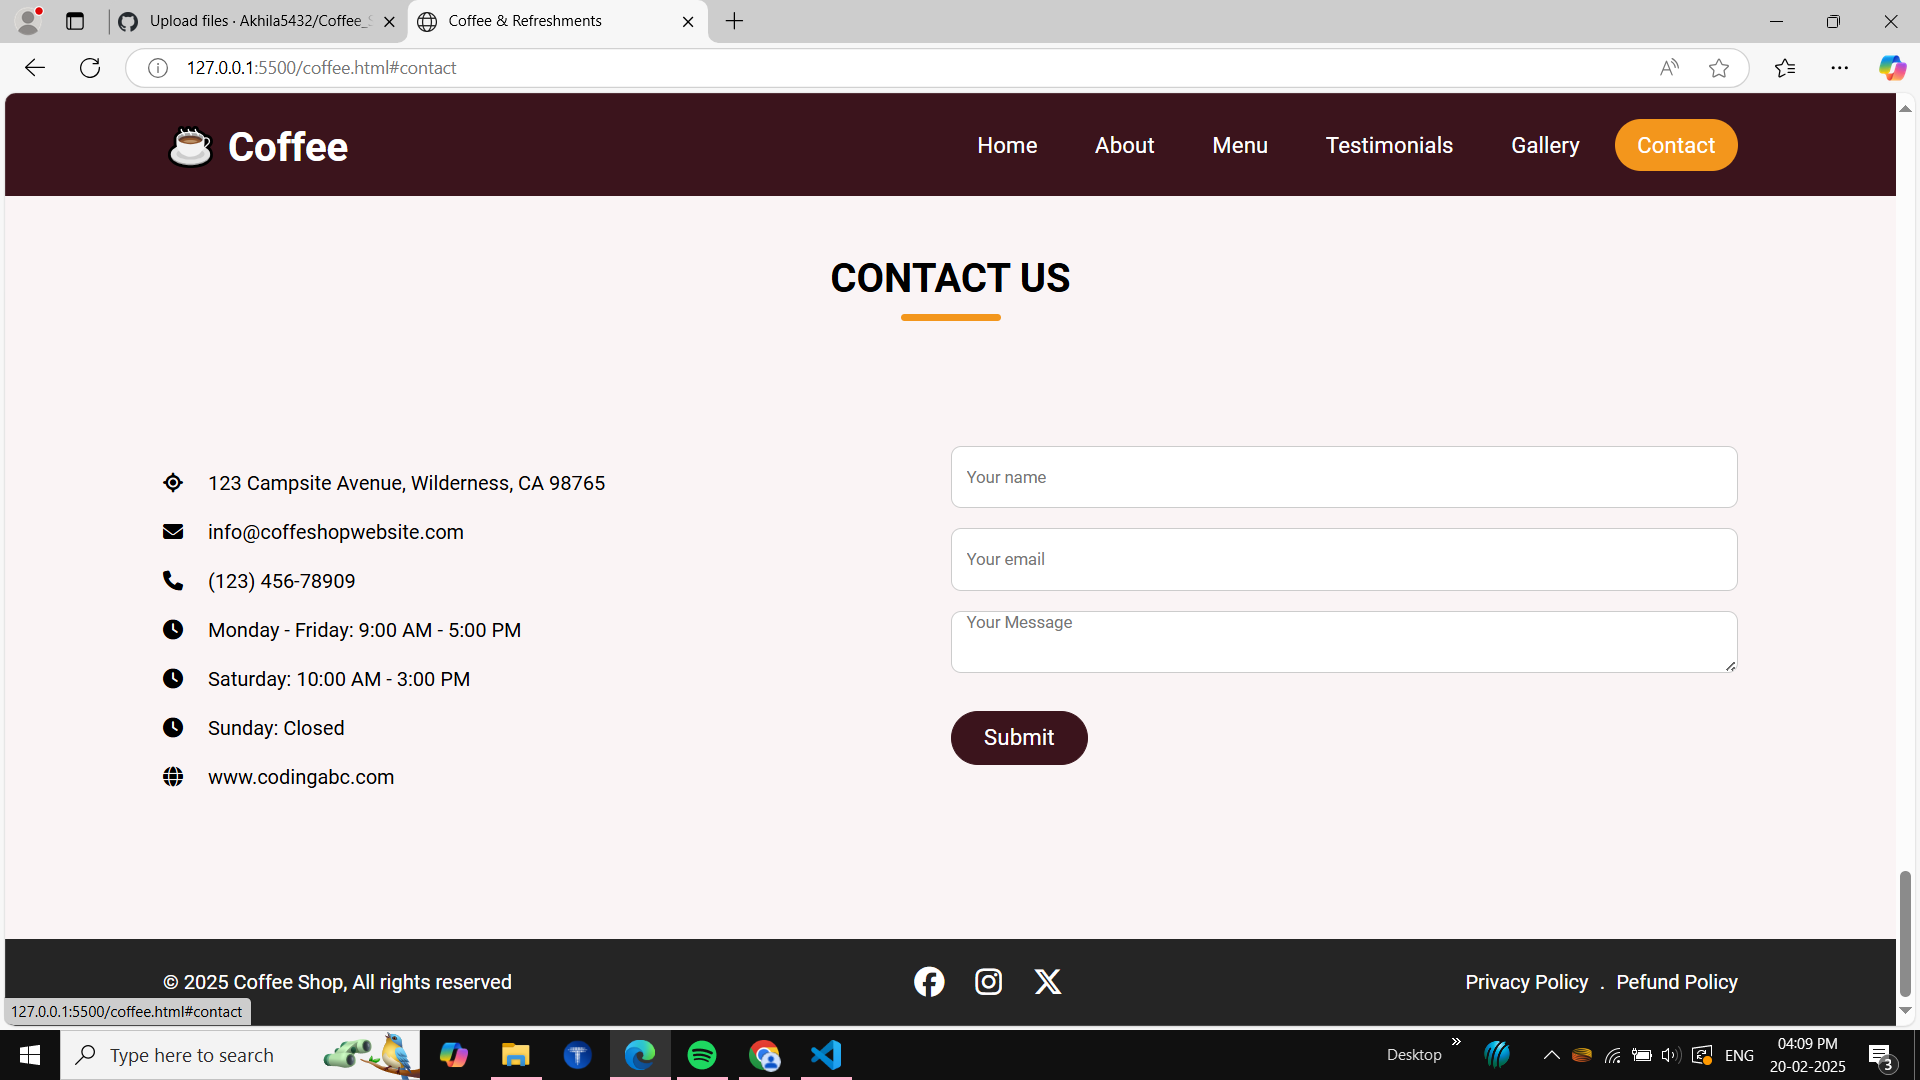 Upload files · Akhila5432/Coffee_S
Coffee & Refreshments
127.0.0.1:5500/coffee.html#contact
Coffee
Home
About
Menu
Testimonials
Gallery
Contact
CONTACT US
123 Campsite Avenue, Wilderness, CA 98765
info@coffeshopwebsite.com
(123) 456-78909
Monday - Friday: 9:00 AM - 5:00 PM
Saturday: 10:00 AM - 3:00 PM
Sunday: Closed
www.codingabc.com
Your name
Your email
Your Message
Submit
© 2025 Coffee Shop, All rights reserved
Privacy Policy . Pefund Policy
127.0.0.1:5500/coffee.html#contact
Type here to search
Desktop
ENG
04:09 PM
20-02-2025
3